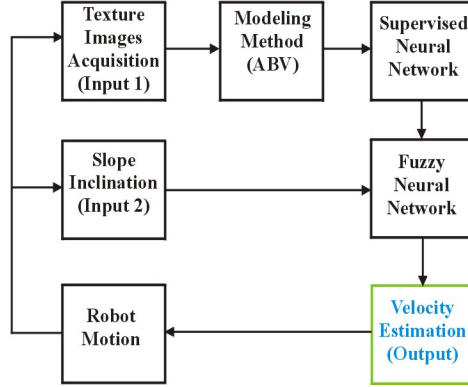 Texture
Images
Acquisition
(Input 1)
Modeling
Method
(ABV)
Supervised
Neural
Network
Slope
Inclination
(Input 2)
Fuzzy
Neural
Network
Robot
Motion
Velocity
Estimation
(Output)